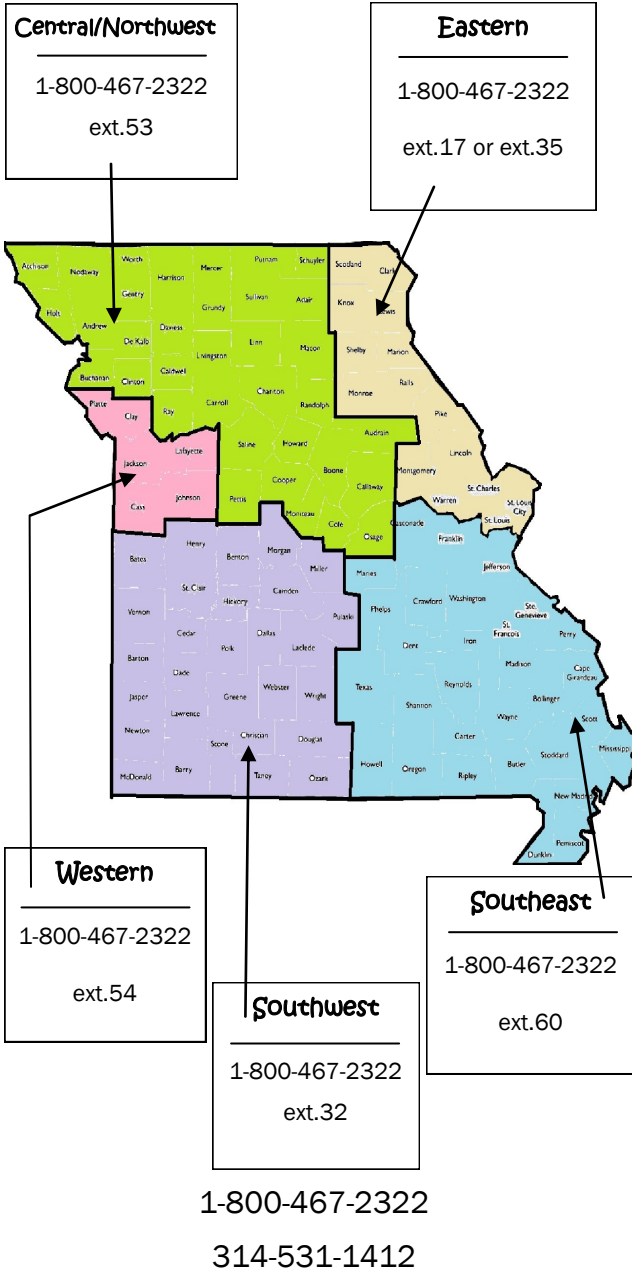 Central/Northwest
1-800-467-2322
ext.53
Eastern
1-800-467-2322
ext.17 or ext.35
Atchison
Nodaway
Worth
Gentry
Harrison
Mercer
Putnam
Schuyler
Scotland
Clark
Holt
Andrew
De Kalb
Daviess
Grundy
Sullivan
Adair
Knox
Lewis
Buchanan
Clinton
Caldwell
Livingston
Linn
Macon
Shelby
Marion
Platte
Clay
Ray
Carroll
Chariton
Randolph
Monroe
Ralls
Pike
Jackson
Lafayette
Saline
Howard
Boone
Audrain
Callaway
Montgomery
Lincoln
Cass
Johnson
Pettis
Cooper
Moniteau
Cole
Osage
Gasconade
Warren
St. Charles
St. Louis
St. Louis
City
Bates
Henry
Benton
Morgan
Miller
Maries
Franklin
Jefferson
Vernon
St. Clair
Hickory
Camden
Pulaski
Phelps
Crawford
Washington
Ste.
Genevieve
St.
Francois
Perry
Barton
Cedar
Polk
Dallas
Laclede
Dent
Iron
Madison
Cape
Girardeau
Jasper
Dade
Greene
Webster
Wright
Texas
Shannon
Reynolds
Wayne
Bollinger
Scott
Newton
Lawrence
Stone
Christian
Douglas
Carter
Butler
Stoddard
Mississippi
McDonald
Barry
Taney
Ozark
Howell
Oregon
Ripley
New Madrid
Dunklin
Pemiscot
Western
1-800-467-2322
ext.54
Southwest
1-800-467-2322
ext.32
Southeast
1-800-467-2322
ext.60
1-800-467-2322
314-531-1412